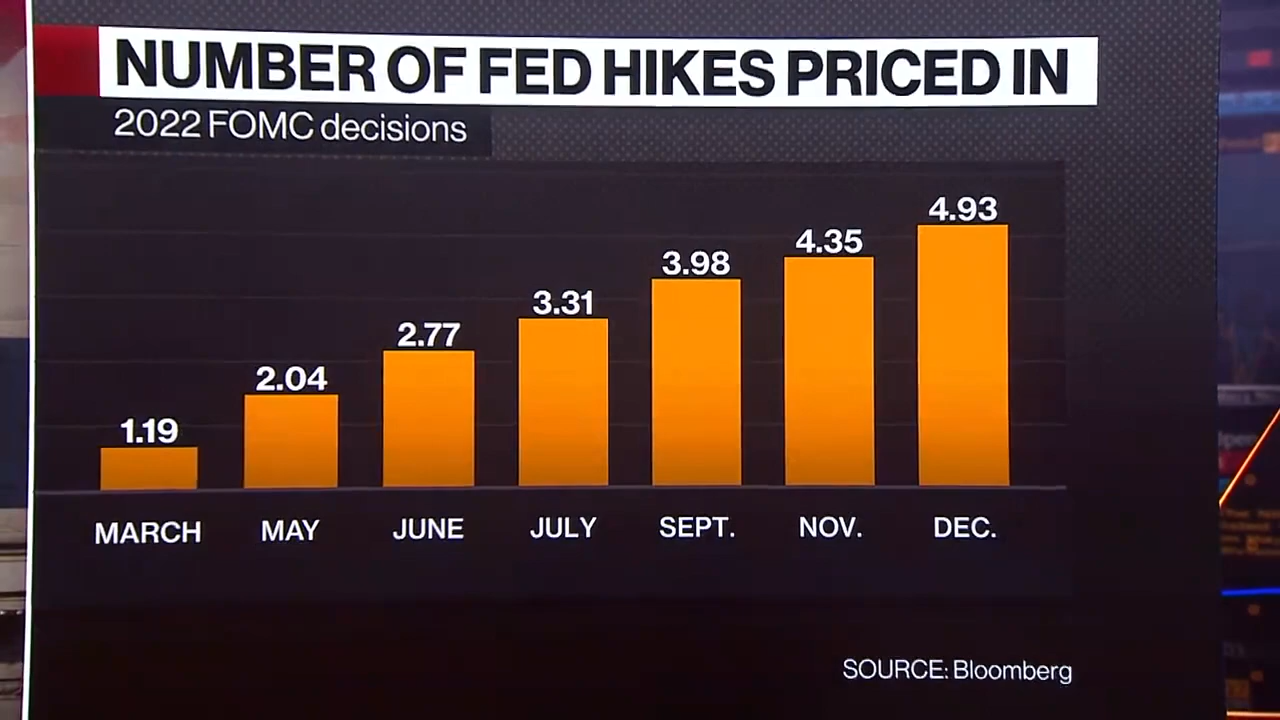 NUMBER OF FED HIKES PRICED IN
2022 FOMC decisions
1.19
2.04
2.77
3.31
3.98
4.35
4.93
MARCH
MAY
JUNE
JULY
SEPT.
NOV.
DEC.
SOURCE: Bloomberg